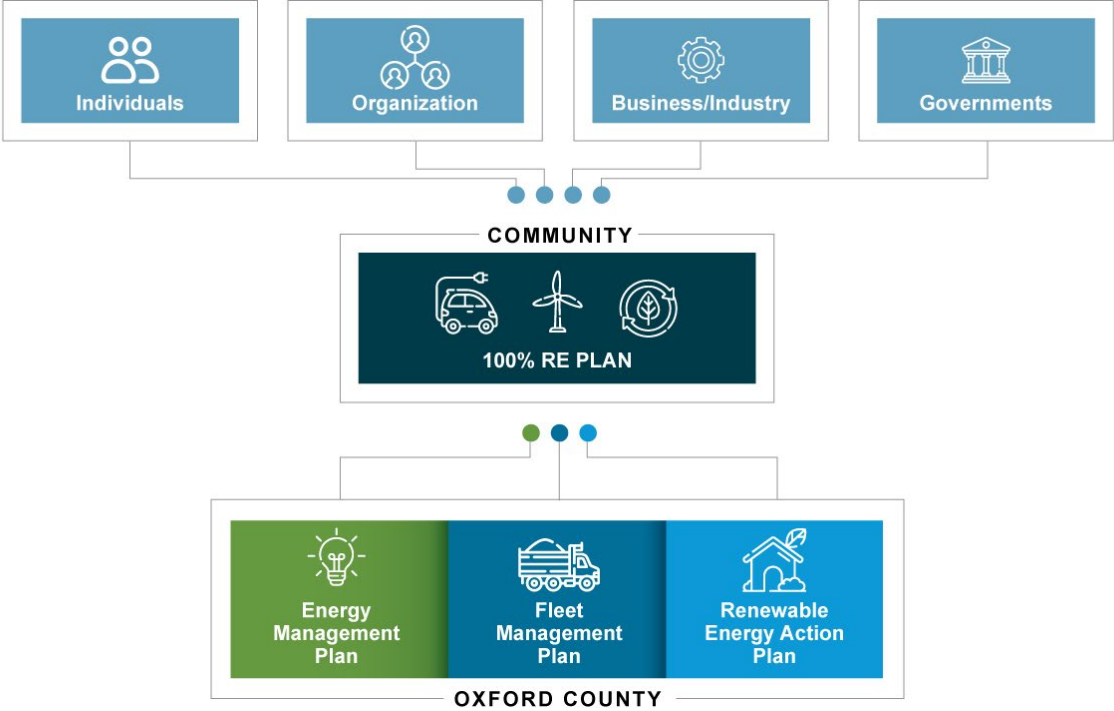 Individuals
Organization
Business/Industry
Governments
COMMUNITY
100% RE PLAN
Energy
Management
Plan
Fleet
Management
Plan
Renewable
Energy Action
Plan
OXFORD COUNTY